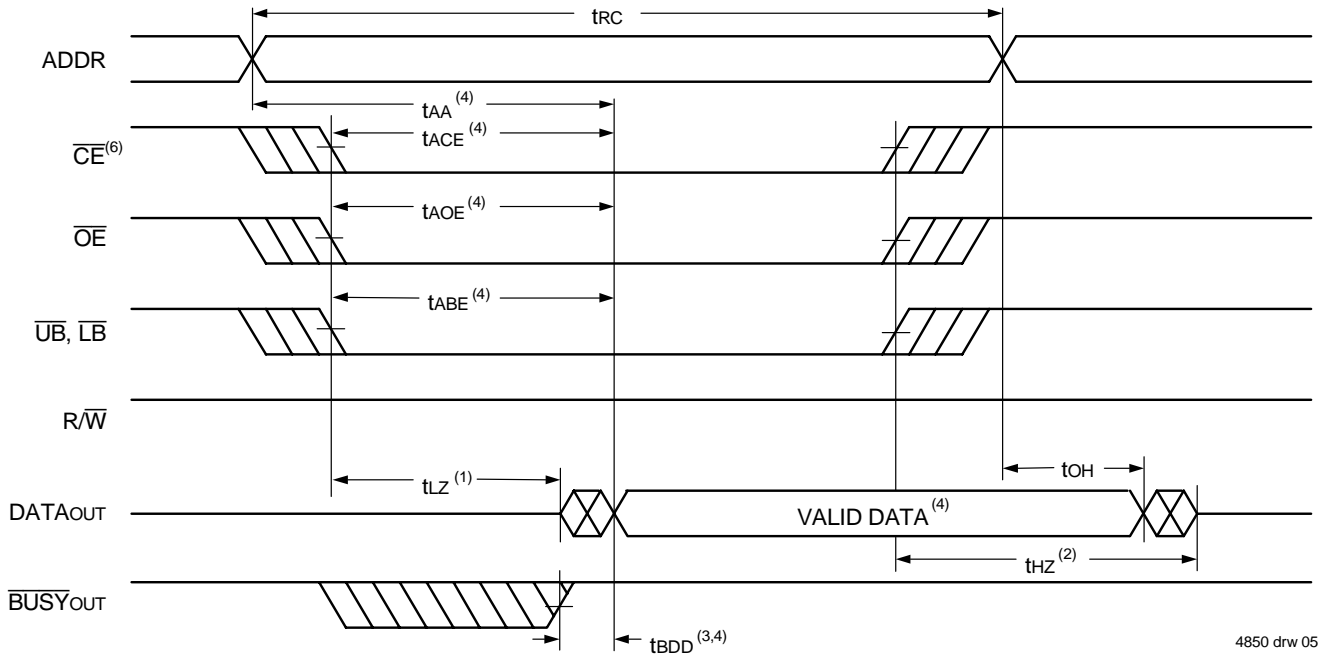 tRC
ADDR
tAA (4)
tACE (4)
CE(6)
tAOE (4)
OE
tABE (4)
UB, LB
R/W
tLZ (1)
tOH
DATAOUT
VALID DATA(4)
tHZ (2)
BUSYOUT
tBDD (3,4)
4850 drw 05